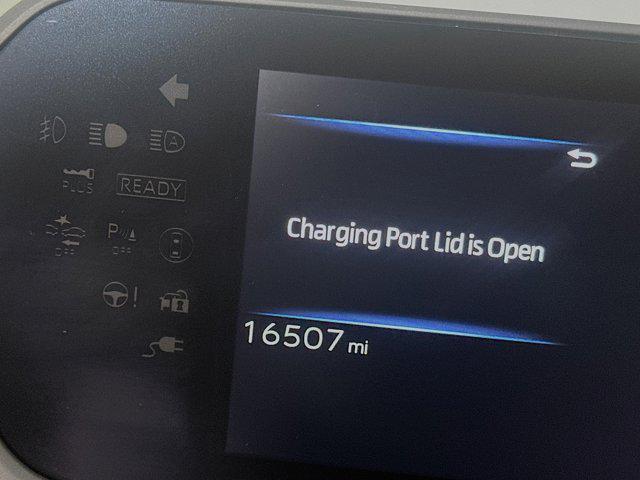 A
PLUS
READY
OFF
P
OFF
!
Charging Port Lid is Open
16507 mi